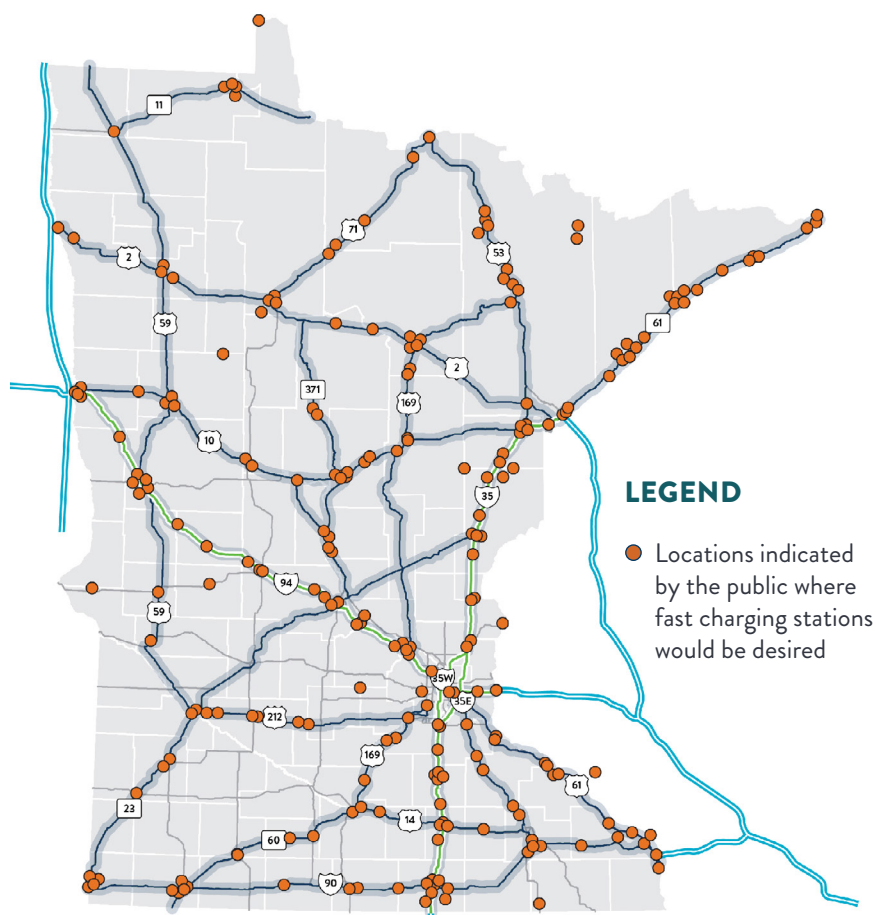 11
71
2
53
59
61
371
2
169
10
LEGEND
35
Locations indicated
by the public where
fast charging stations
would be desired
94
59
35W
35E
212
169
61
23
14
60
90